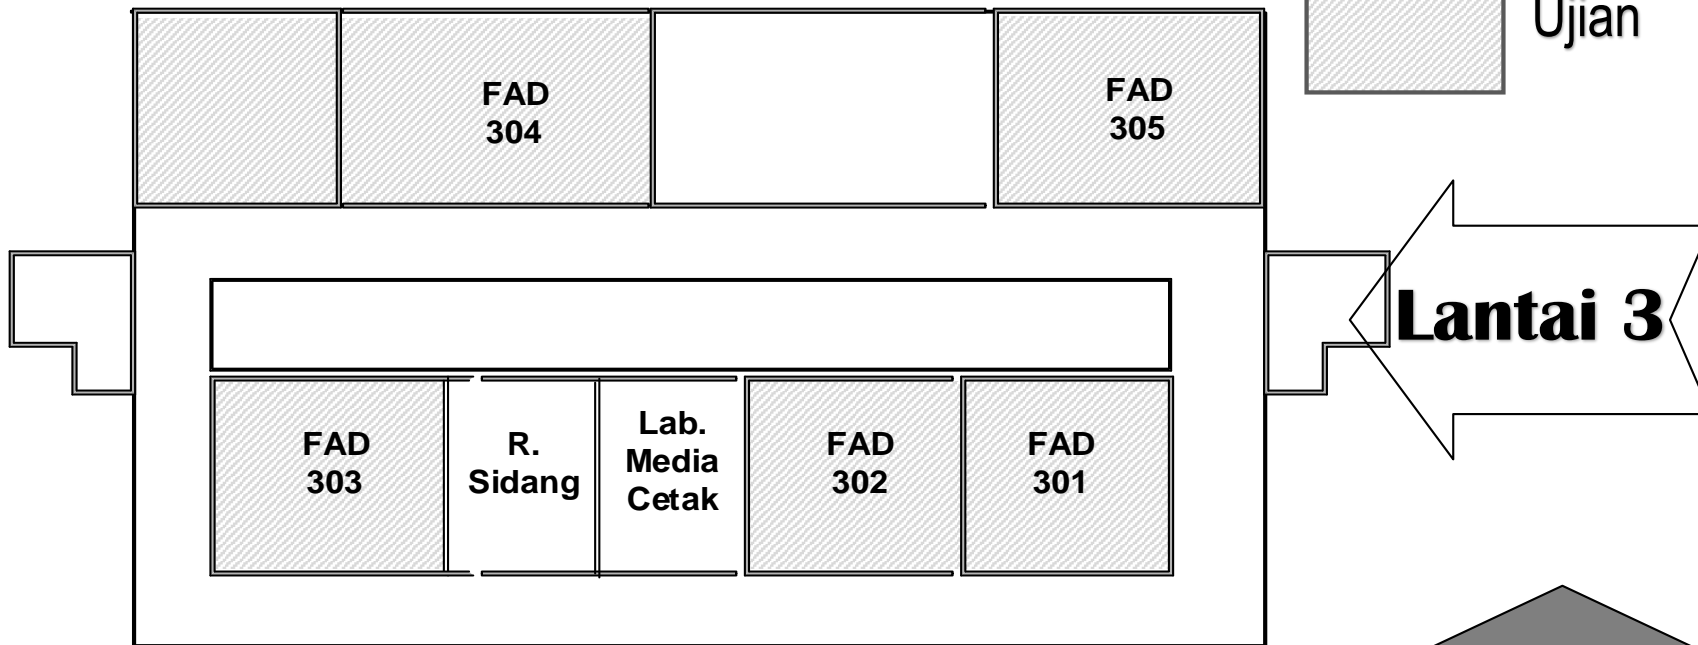 Ujian
FAD
304
FAD
305
Lantai 3
FAD
303
R.
Sidang
Lab.
Media
Cetak
FAD
302
FAD
301